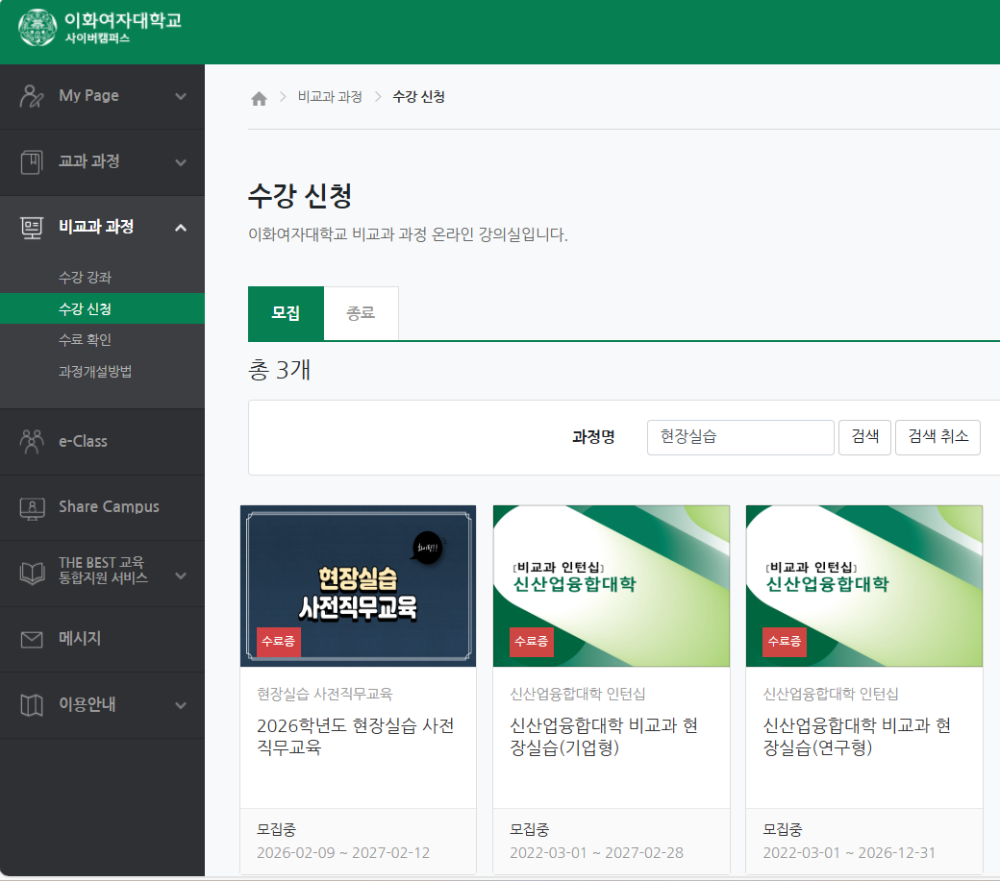 이화여자대학교
사이버캠퍼스
My Page
교과 과정
비교과 과정
수강 강좌
수강 신청
수료 확인
과정개설방법
e-Class
Share Campus
THE BEST 교육
통합지원 서비스
메시지
이용안내
비교과 과정
수강 신청
수강 신청
이화여자대학교 비교과 과정 온라인 강의실입니다.
모집
종료
총 3개
과정명
현장실습
검색
검색 취소
현장실습
사전직무교육
수료증
현장실습 사전직무교육
2026학년도 현장실습 사전
직무교육
모집중
2026-02-09 ~ 2027-02-12
[비교과 인턴십]
신산업융합대학
수료증
신산업융합대학 인턴십
신산업융합대학 비교과 현
장실습(기업형)
모집중
2022-03-01 ~ 2027-02-28
[비교과 인턴십]
신산업융합대학
수료증
신산업융합대학 인턴십
신산업융합대학 비교과 현
장실습(연구형)
모집중
2022-03-01 ~ 2026-12-31